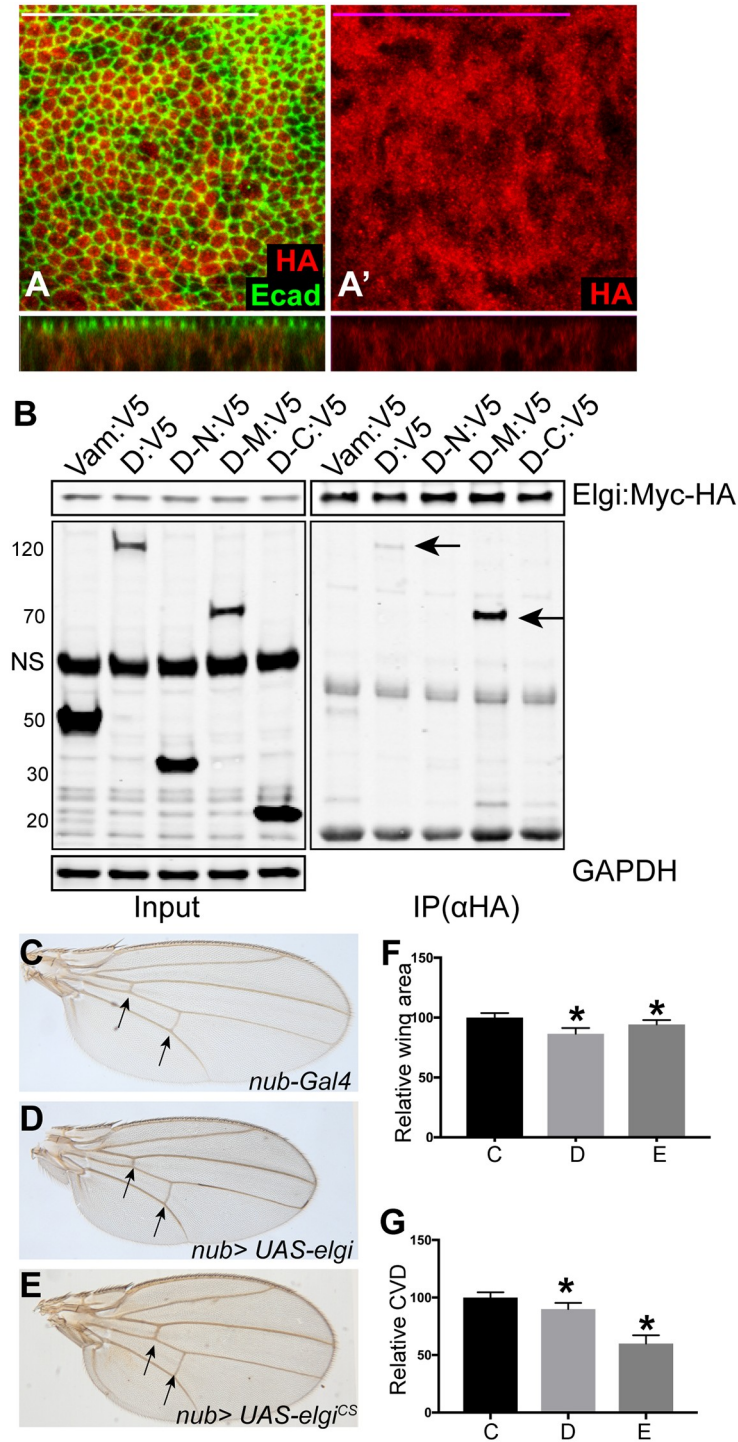 A
HA
Ecad
A'
HA
B
Vam:V5
D:V5
D-N:V5
D-M:V5
D-C:V5
Vam:V5
D:V5
D-N:V5
D-M:V5
D-C:V5
Elgi:Myc-HA
120
70
NS
50
30
20
GAPDH
Input
IP(αHA)
C
nub-Gal4
D
nub> UAS-elgi
E
nub> UAS-elgiᶜˢ
F
Relative wing area
150
100
50
0
C
D
E
*
*
G
Relative CVD
150
100
50
0
C
D
E
*
*